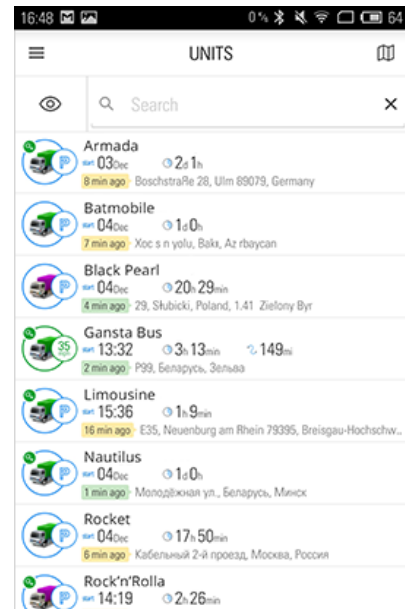 16:48 0% 64
UNITS
Search
Armada
start 03Dec 2d 1h
8 min ago BoschstraRe 28, Ulm 89079, Germany
Batmobile
start 04Dec 1d 0h
7 min ago Xoc s n yolu, Bakı, Az rbaycan
Black Pearl
start 04Dec 20h 29min
4 min ago 29, Słubicki, Poland, 1.41 Zielony Byr
Gansta Bus
35 mph start 13:32 3h 13min 149mi
2 min ago P99, Беларусь, Зельва
Limousine
start 15:36 1h 9min
16 min ago E35, Neuenburg am Rhein 79395, Breisgau-Hochschw..
Nautilus
start 04Dec 1d 0h
1 min ago Молодёжная ул., Беларусь, Минск
Rocket
start 04Dec 17h 50min
6 min ago Кабельный 2-й проезд, Москва, Россия
Rock'n'Rolla
start 14:19 2h 26min